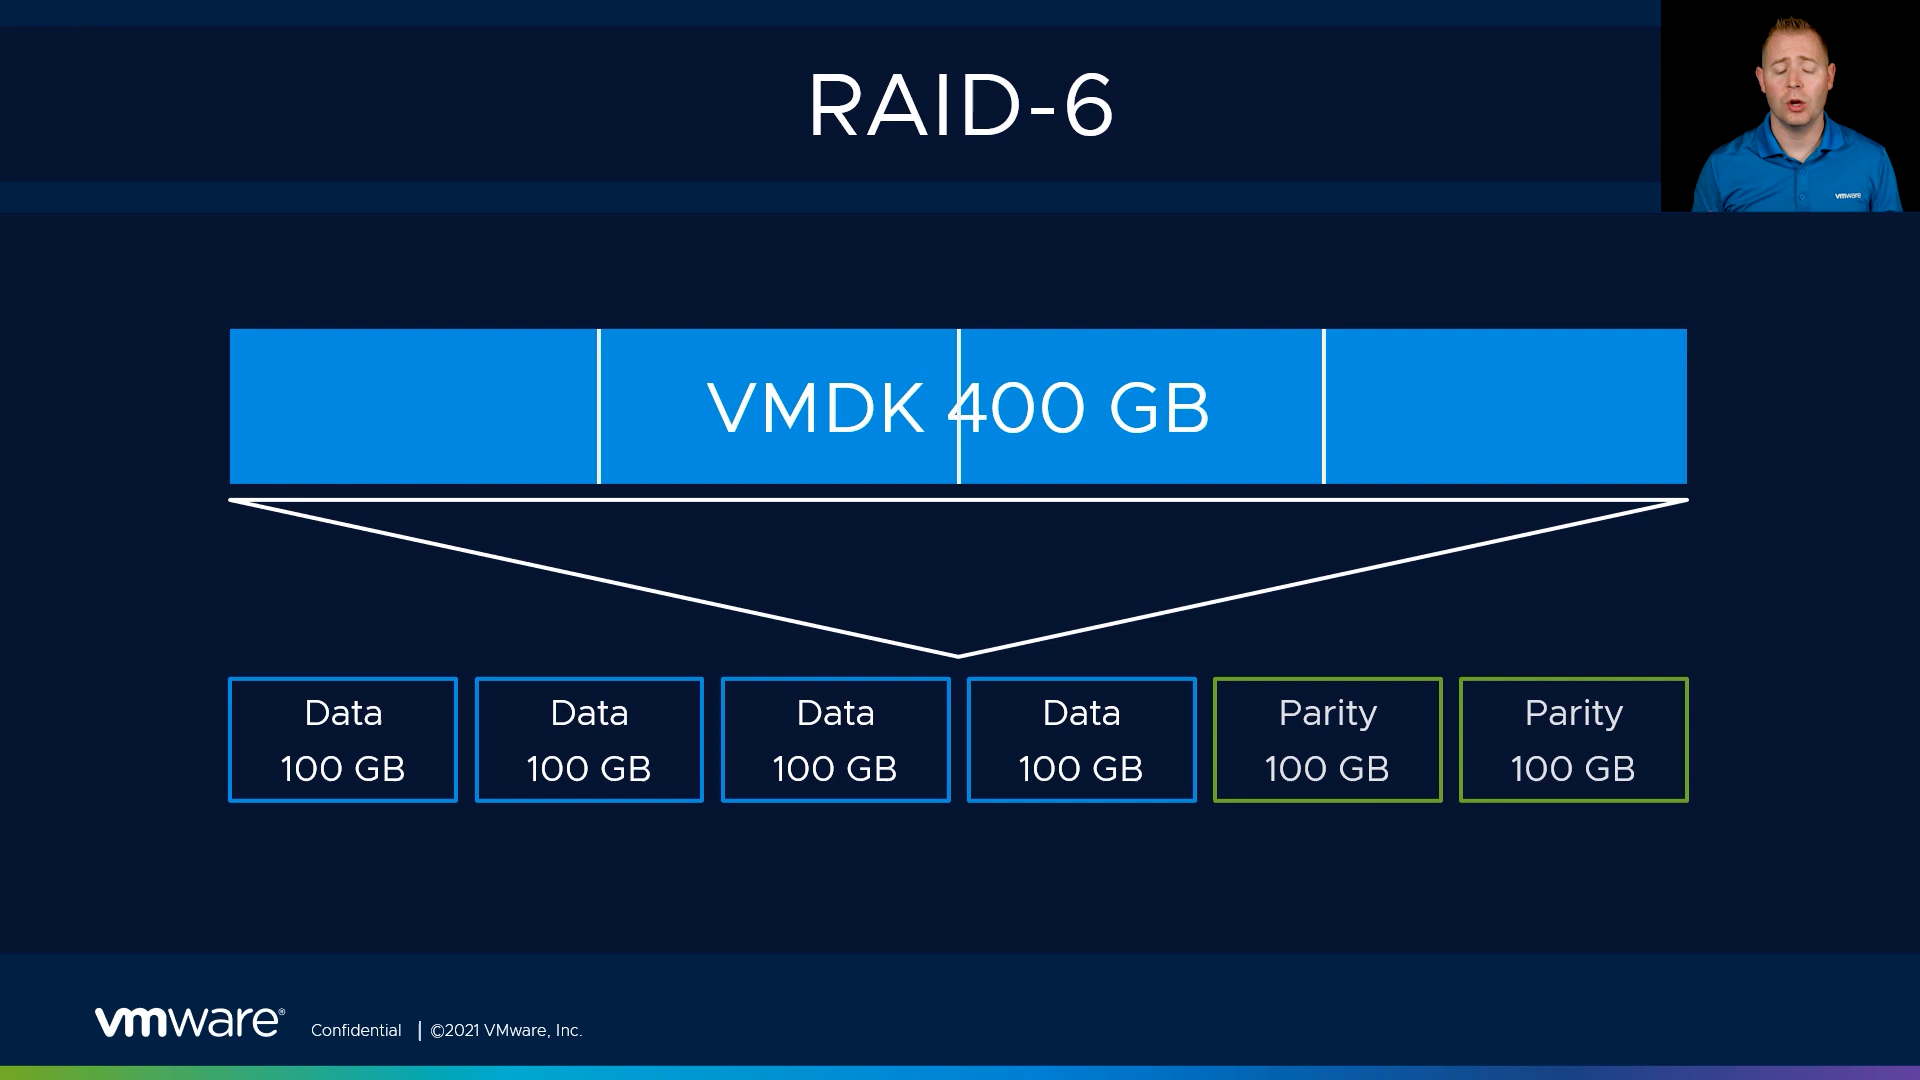 RAID-6
vmware
VMDK 400 GB
Data
100 GB
Data
100 GB
Data
100 GB
Data
100 GB
Parity
100 GB
Parity
100 GB
vmware®
Confidential | ©2021 VMware, Inc.